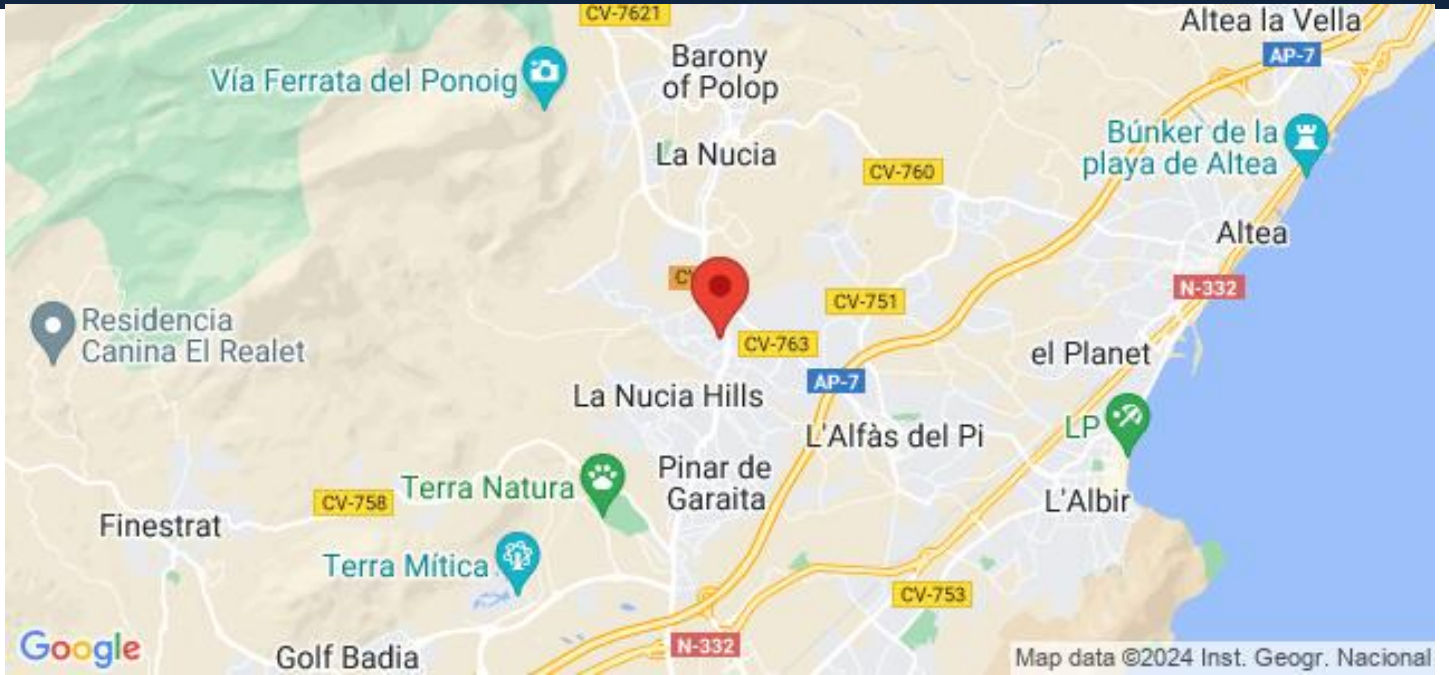 CV-7621
Altea la Vella
AP-7
Barony
of Polop
Vía Ferrata del Ponoig
Búnker de la
playa de Altea
La Nucia
CV-760
Altea
N-332
CV-751
Residencia
Canina El Realet
CV-763
el Planet
AP-7
La Nucia Hills
L'Alfàs del Pi
LP
Pinar de
Garaita
Terra Natura
CV-758
L'Albir
Finestrat
Terra Mítica
CV-753
N-332
Golf Badia
Google
Map data ©2024 Inst. Geogr. Nacional